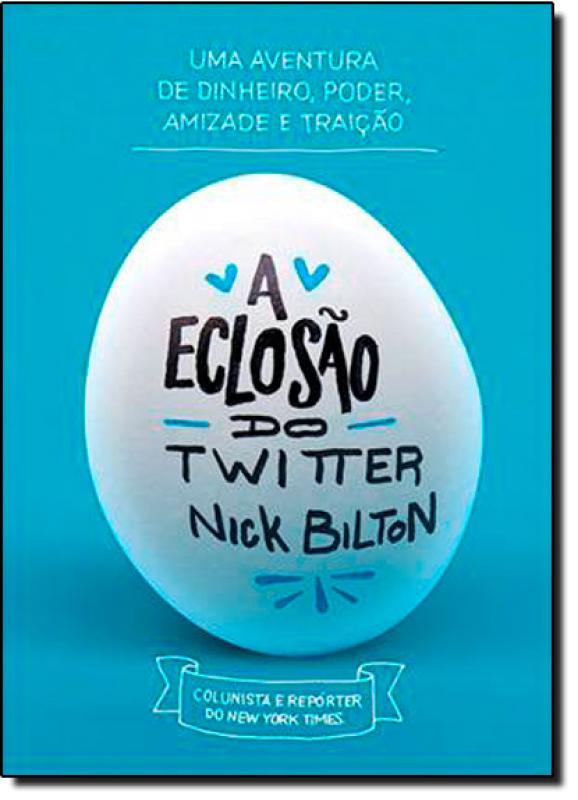 UMA AVENTURA
DE DINHEIRO, PODER,
AMIZADE E TRAIÇÃO
A
ECLOSÃO
DO
TWITTER
NICK BILTON
COLUNISTA E REPÓRTER
DO NEW YORK TIMES